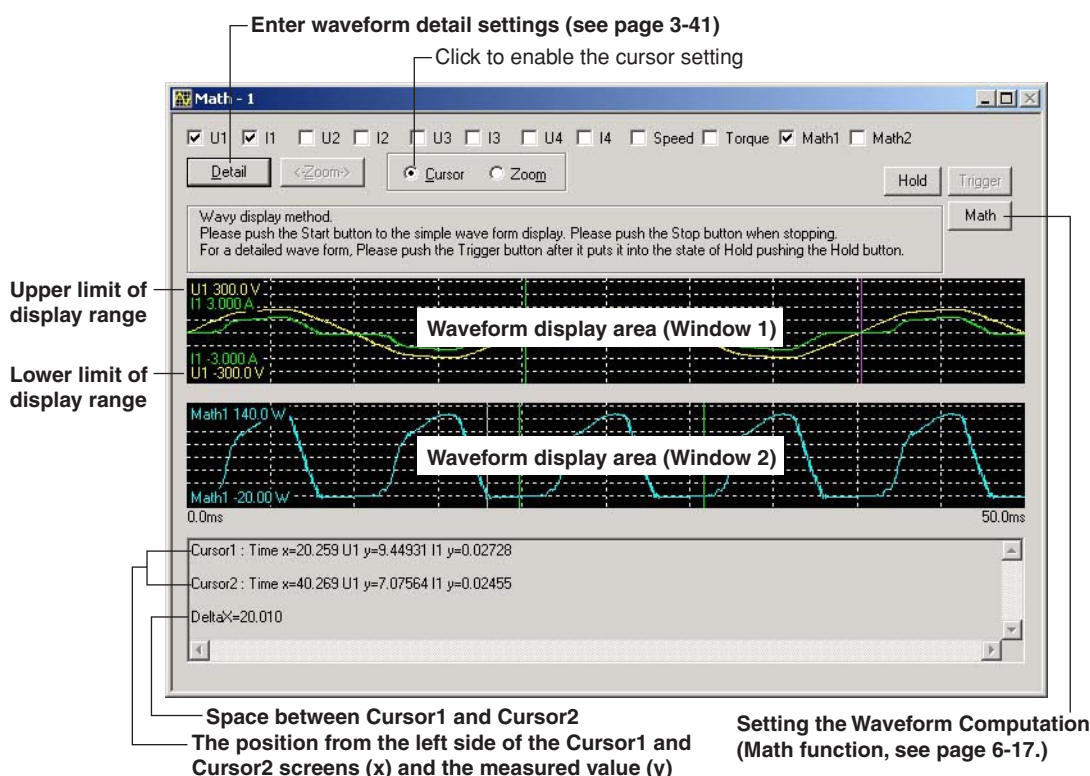 Enter waveform detail settings (see page 3-41)
Click to enable the cursor setting
Math - 1
U1 I1 U2 I2 U3 I3 U4 I4 Speed Torque Math1 Math2
Detail <-Zoom-> Cursor Zoom Hold Trigger
Math
Wavy display method.
Please push the Start button to the simple wave form display. Please push the Stop button when stopping.
For a detailed wave form, Please push the Trigger button after it puts it into the state of Hold pushing the Hold button.
Upper limit of
display range
U1 300.0 V
I1 3.000 A
Waveform display area (Window 1)
I1 -3.000 A
U1 -300.0 V
Lower limit of
display range
Math1 140.0 W
Waveform display area (Window 2)
Math1 -20.00 W
0.0ms 50.0ms
Cursor1 : Time x=20.259 U1 y=9.44931 I1 y=0.02728
Cursor2 : Time x=40.269 U1 y=7.07564 I1 y=0.02455
DeltaX=20.010
Space between Cursor1 and Cursor2
The position from the left side of the Cursor1 and
Cursor2 screens (x) and the measured value (y)
Setting the Waveform Computation
(Math function, see page 6-17.)